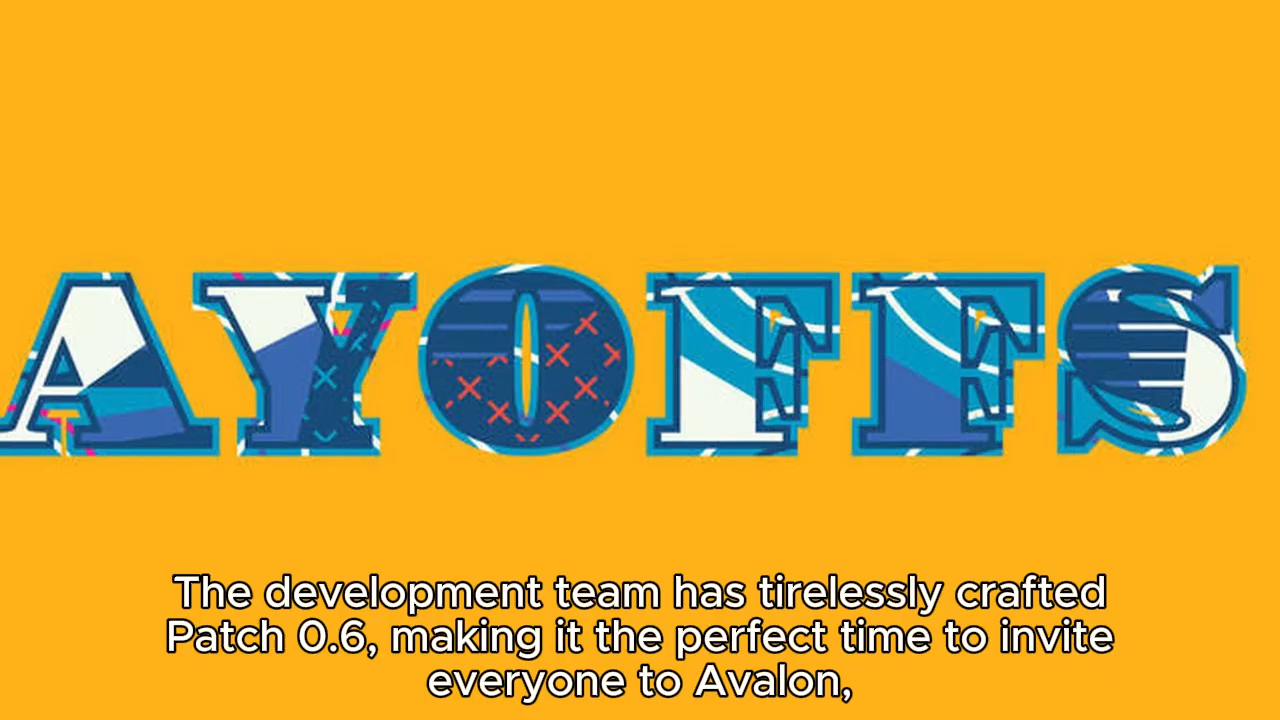 AYOFFS
The development team has tirelessly crafted
Patch 0.6, making it the perfect time to invite
everyone to Avalon,